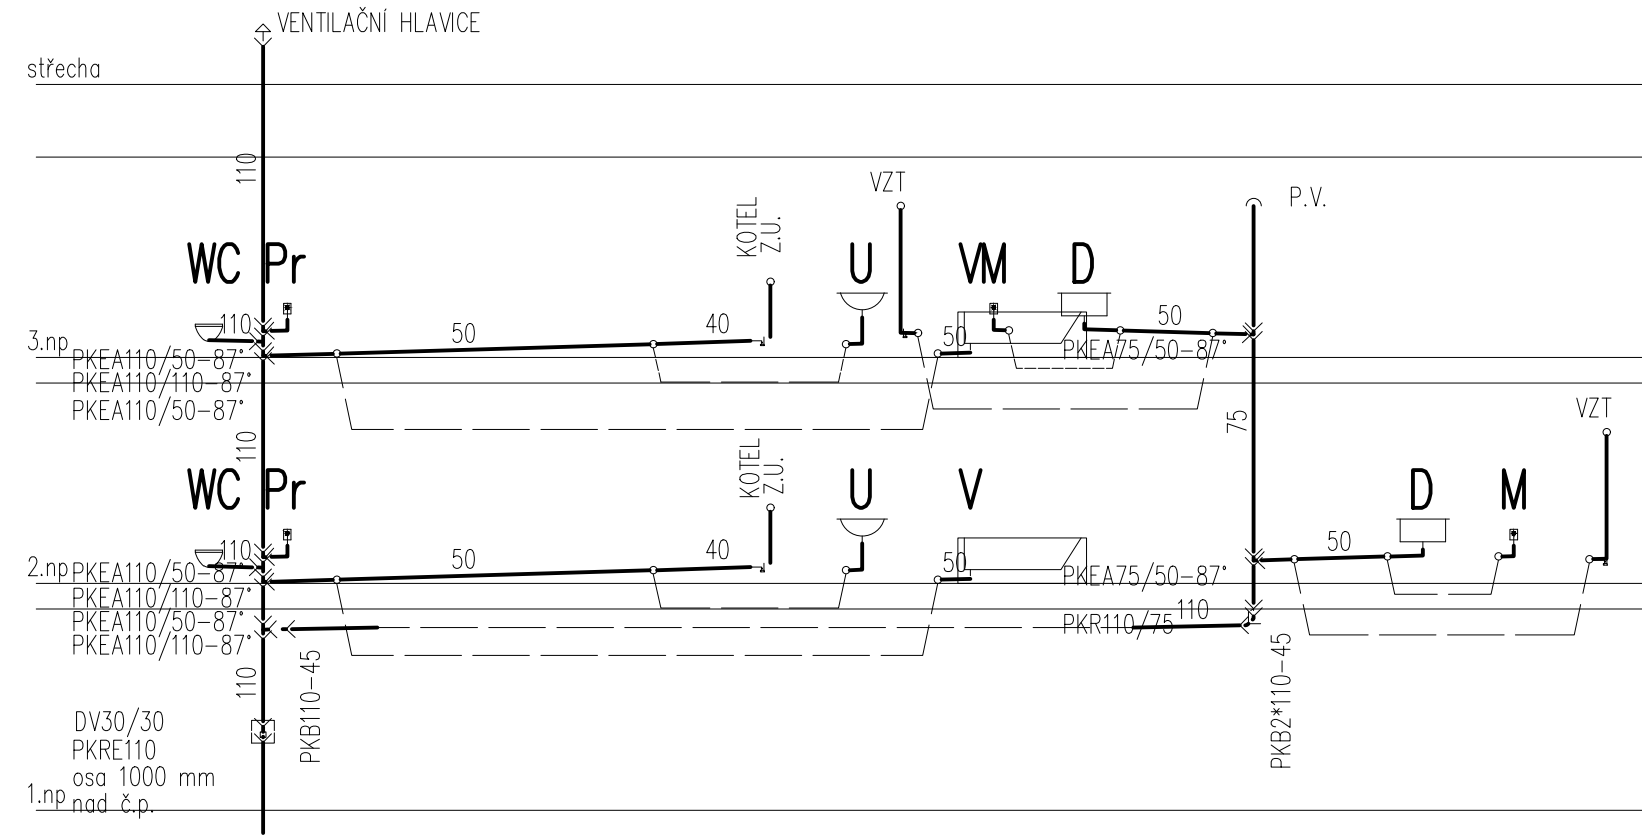 VENTILAČNÍ HLAVICE
střecha
110
VZT
P.V.
KOTEL
Z.U.
WC Pr
U
VM
D
110
50
40
50
50
3.np
PKEA110/50-87°
PKEA110/110-87°
PKEA110/50-87°
PKEA75/50-87°
110
75
VZT
KOTEL
Z.U.
WC Pr
U
V
D
M
110
50
40
50
50
2.np
PKEA110/50-87°
PKEA110/110-87°
PKEA110/50-87°
PKEA110/110-87°
PKEA75/50-87°
110
PKR110/75
110
PKB110-45
PKB2*110-45
DV30/30
PKRE110
osa 1000 mm
nad č.p.
1.np